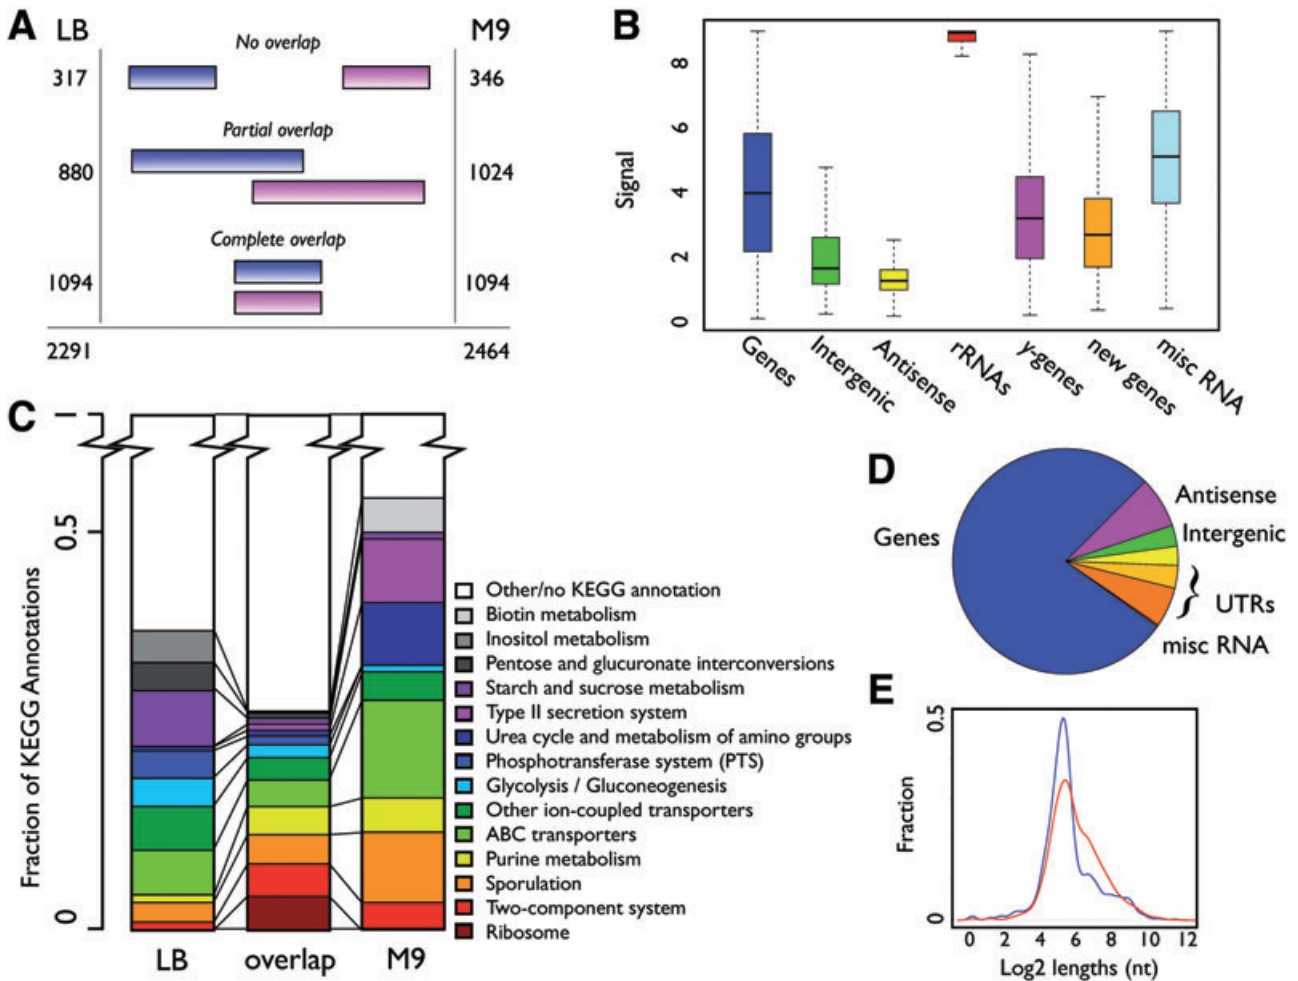 A
LB
M9
No overlap
317
346
Partial overlap
880
1024
Complete overlap
1094
1094
2291
2464
B
Signal
8
6
4
2
0
Genes
Intergenic
Antisense
rRNAs
y-genes
new genes
misc RNA
C
Fraction of KEGG Annotations
1
0.5
0
LB
overlap
M9
Other/no KEGG annotation
Biotin metabolism
Inositol metabolism
Pentose and glucuronate interconversions
Starch and sucrose metabolism
Type II secretion system
Urea cycle and metabolism of amino groups
Phosphotransferase system (PTS)
Glycolysis / Gluconeogenesis
Other ion-coupled transporters
ABC transporters
Purine metabolism
Sporulation
Two-component system
Ribosome
D
Genes
Antisense
Intergenic
UTRs
misc RNA
E
Fraction
0.5
0
0 2 4 6 8 10 12
Log2 lengths (nt)